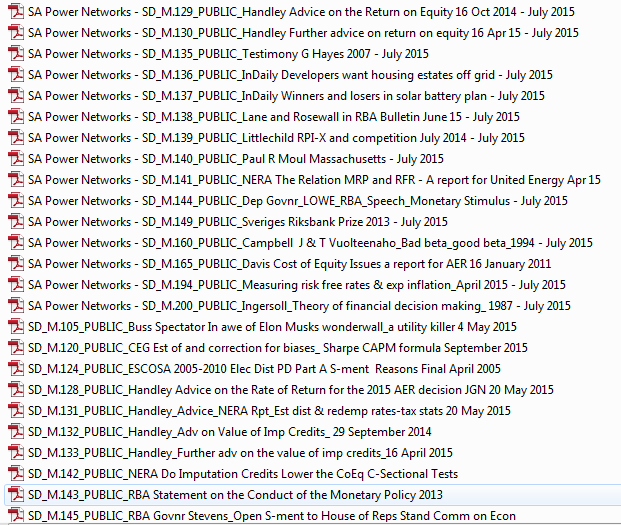 SA Power Networks - SD_M.129_PUBLIC_Handley Advice on the Return on Equity 16 Oct 2014 - July 2015
SA Power Networks - SD_M.130_PUBLIC_Handley Further advice on return on equity 16 Apr 15 - July 2015
SA Power Networks - SD_M.135_PUBLIC_Testimony G Hayes 2007 - July 2015
SA Power Networks - SD_M.136_PUBLIC_InDaily Developers want housing estates off grid - July 2015
SA Power Networks - SD_M.137_PUBLIC_InDaily Winners and losers in solar battery plan - July 2015
SA Power Networks - SD_M.138_PUBLIC_Lane and Rosewall in RBA Bulletin June 15 - July 2015
SA Power Networks - SD_M.139_PUBLIC_Littlechild RPI-X and competition July 2014 - July 2015
SA Power Networks - SD_M.140_PUBLIC_Paul R Moul Massachusetts - July 2015
SA Power Networks - SD_M.141_PUBLIC_NERA The Relation MRP and RFR - A report for United Energy Apr 15
SA Power Networks - SD_M.144_PUBLIC_Dep Govnr_LOWE_RBA_Speech_Monetary Stimulus - July 2015
SA Power Networks - SD_M.149_PUBLIC_Sveriges Riksbank Prize 2013 - July 2015
SA Power Networks - SD_M.160_PUBLIC_Campbell  J & T Vuolteenaho_Bad beta_good beta_1994 - July 2015
SA Power Networks - SD_M.165_PUBLIC_Davis Cost of Equity Issues a report for AER 16 January 2011
SA Power Networks - SD_M.194_PUBLIC_Measuring risk free rates & exp inflation_April 2015 - July 2015
SA Power Networks - SD_M.200_PUBLIC_Ingersoll_Theory of financial decision making_ 1987 - July 2015
SD_M.105_PUBLIC_Buss Spectator In awe of Elon Musks wonderwall_a utility killer 4 May 2015
SD_M.120_PUBLIC_CEG Est of and correction for biases_ Sharpe CAPM formula September 2015
SD_M.124_PUBLIC_ESCOSA 2005-2010 Elec Dist PD Part A S-ment  Reasons Final April 2005
SD_M.128_PUBLIC_Handley Advice on the Rate of Return for the 2015 AER decision JGN 20 May 2015
SD_M.131_PUBLIC_Handley_Advice_NERA Rpt_Est dist & redemp rates-tax stats 20 May 2015
SD_M.132_PUBLIC_Handley_Adv on Value of Imp Credits_ 29 September 2014
SD_M.133_PUBLIC_Handley_Further adv on the value of imp credits_16 April 2015
SD_M.142_PUBLIC_NERA Do Imputation Credits Lower the CoEq C-Sectional Tests
SD_M.143_PUBLIC_RBA Statement on the Conduct of the Monetary Policy 2013
SD_M.145_PUBLIC_RBA Govnr Stevens_Open S-ment to House of Reps Stand Comm on Econ